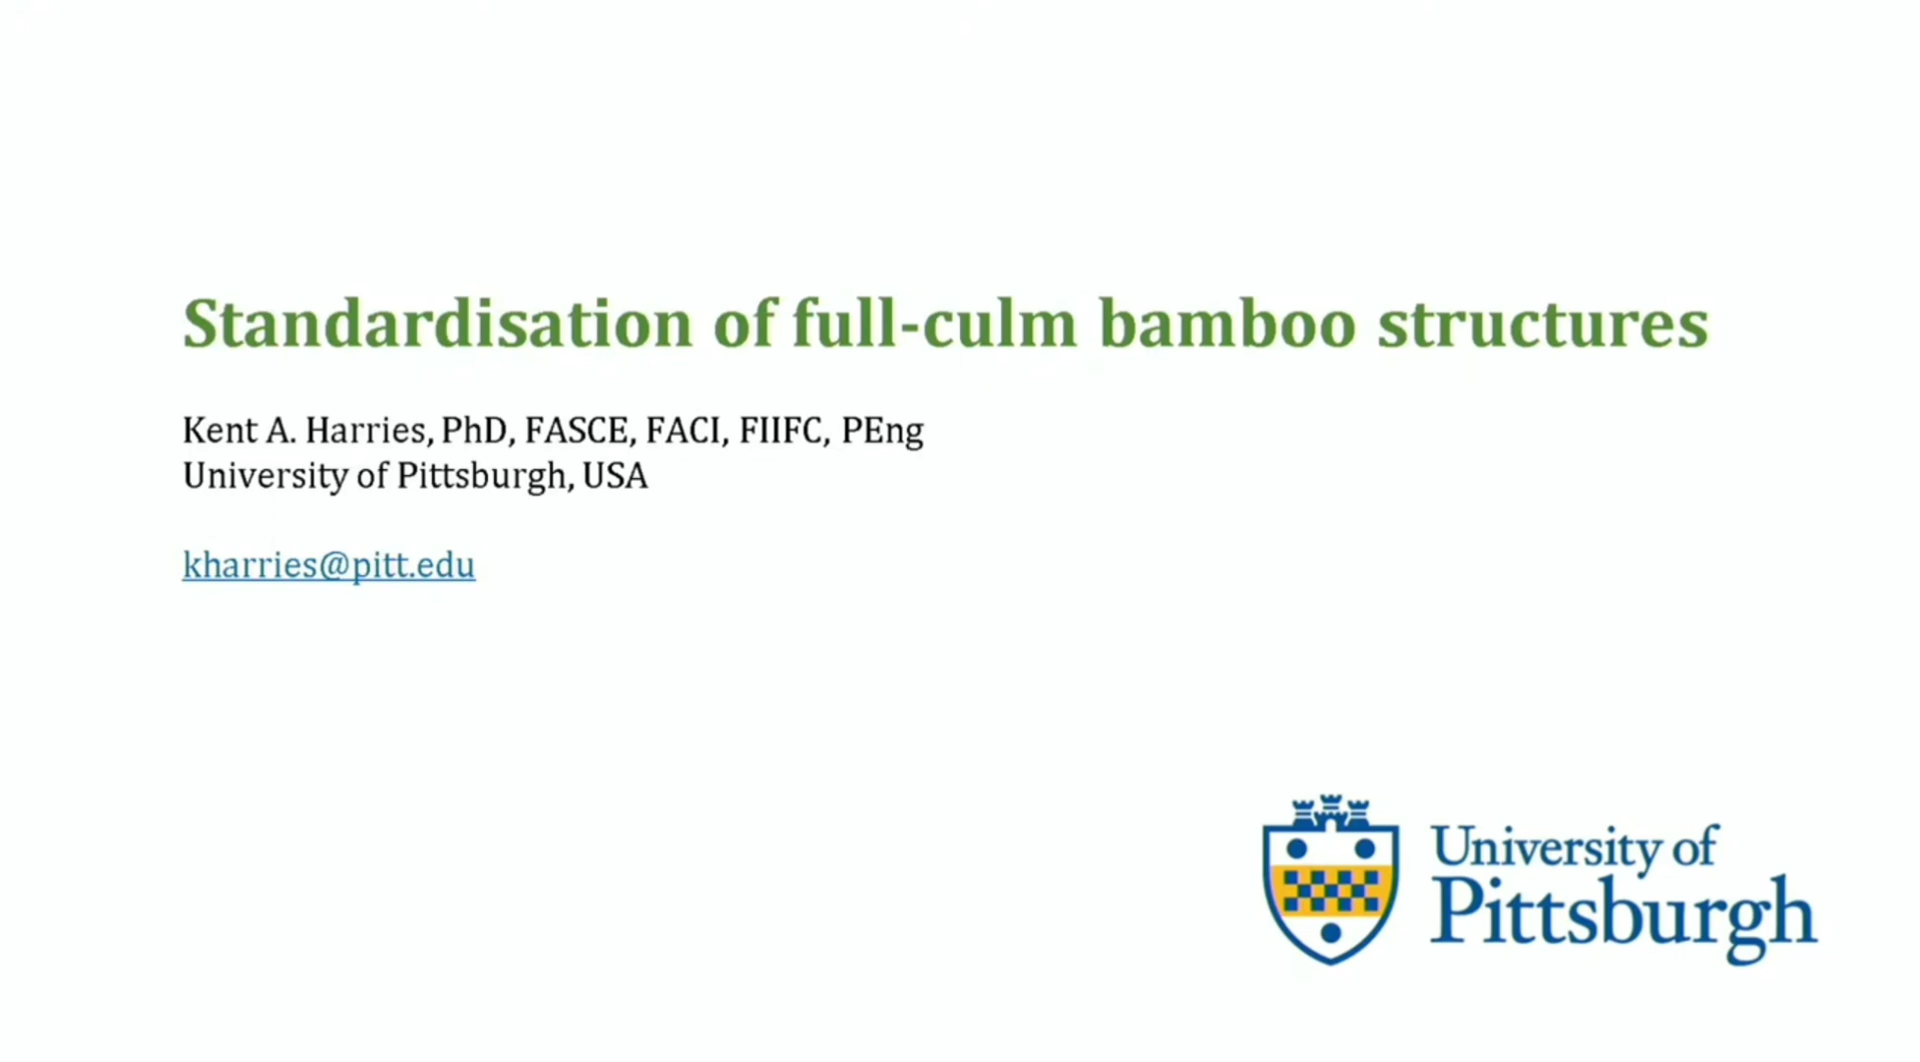 Standardisation of full-culm bamboo structures
Kent A. Harries, PhD, FASCE, FACI, FIIFC, PEng
University of Pittsburgh, USA
kharries@pitt.edu
University of
Pittsburgh